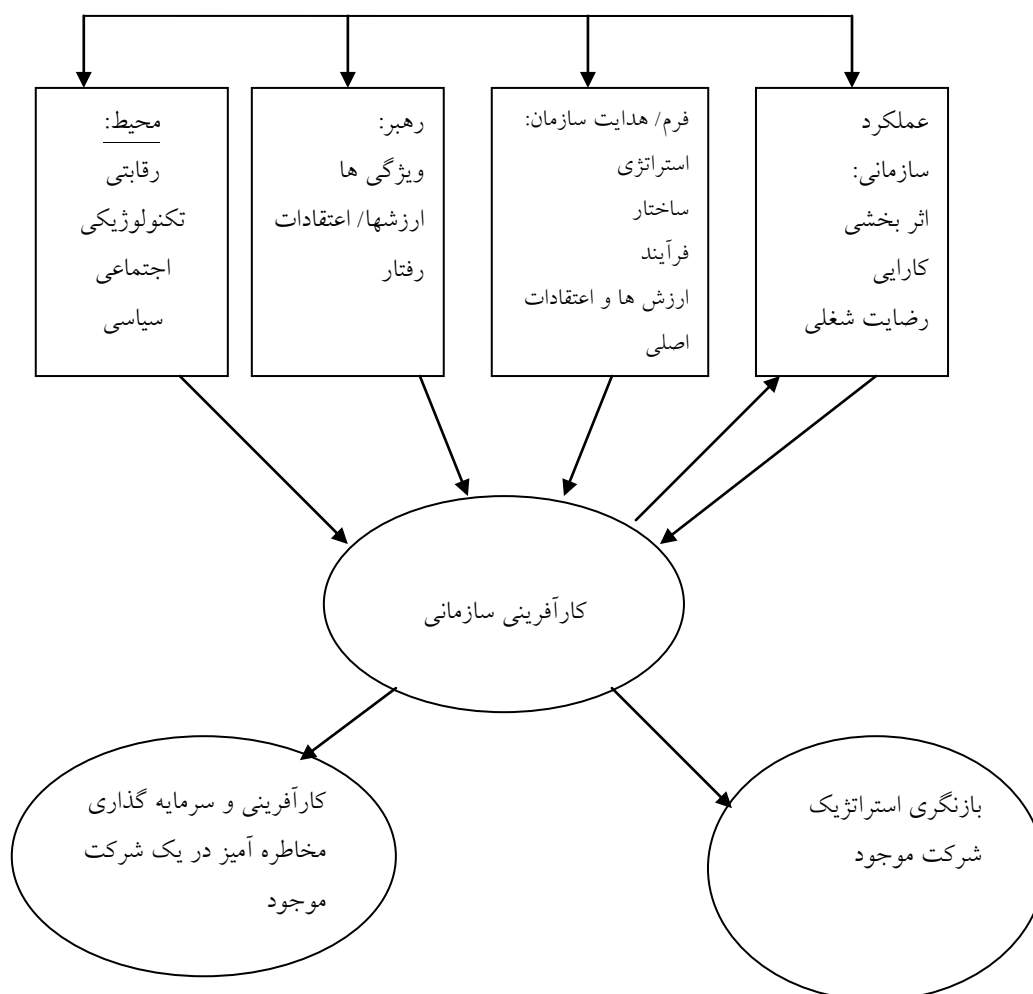 محیط:
رقابتی
تکنولوژیکی
اجتماعی
سیاسی
رهبر:
ویژگی ها
ارزشها/ اعتقادات
رفتار
فرم/ هدایت سازمان:
استراتژی
ساختار
فرآیند
ارزش ها و اعتقادات
اصلی
عملکرد
سازمانی:
اثر بخشی
کارایی
رضایت شغلی
کارآفرینی سازمانی
کارآفرینی و سرمایه گذاری
مخاطره آمیز در یک شرکت
موجود
بازنگری استراتژیک
شرکت موجود